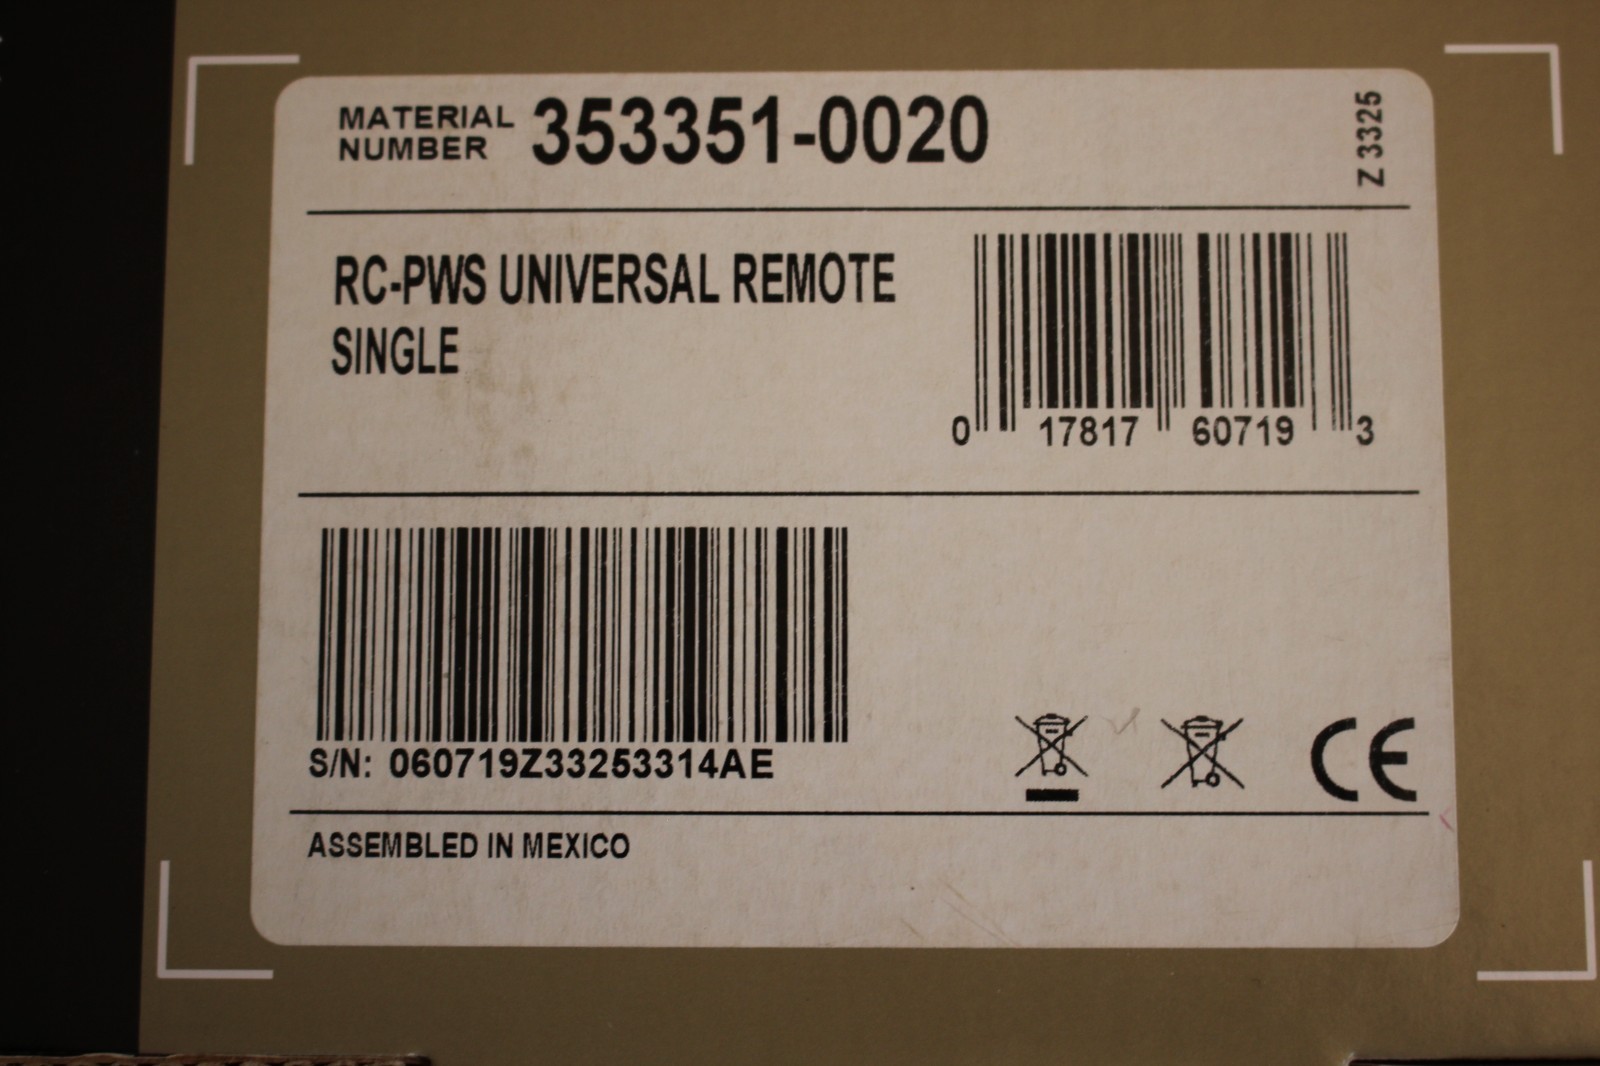 MATERIAL
NUMBER
353351-0020
Z 3325
RC-PWS UNIVERSAL REMOTE
SINGLE
0 17817 60719 3
S/N: 060719Z33253314AE
CE
ASSEMBLED IN MEXICO